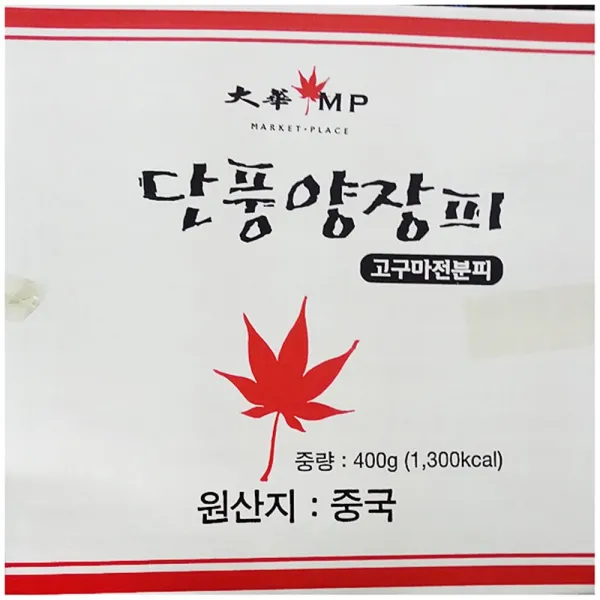 大華 MP
MARKET·PLACE
단풍양장피
고구마전분피
중량 : 400g (1,300kcal)
원산지 : 중국